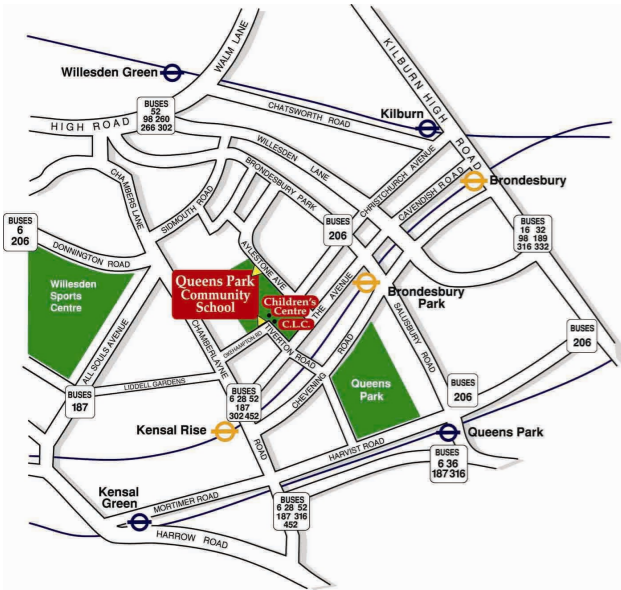 WALM LANE
Willesden Green
KILBURN HIGH ROAD
CHATSWORTH ROAD
Kilburn
BUSES
52
98 260
266 302
HIGH ROAD
WILLESDEN LANE
CHRISTCHURCH AVENUE
CAVENDISH ROAD
Brondesbury
BRONDESBURY PARK
CHAMBERS LANE
SIDMOUTH ROAD
BUSES
6
206
BUSES
206
BUSES
16 32
98 189
316 332
DONNINGTON ROAD
AYLESTONE AVE
Willesden
Sports
Centre
Queens Park
Community
School
Children's
Centre
C.L.C.
THE AVENUE
Brondesbury
Park
ALL SOULS AVENUE
CHAMBERLAYNE ROAD
OKEHAMPTON RD
TIVERTON ROAD
SALUSBURY ROAD
BUSES
206
LIDDELL GARDENS
CHEVENING ROAD
Queens
Park
BUSES
187
BUSES
6 28 52
187
302 452
BUSES
206
Kensal Rise
Queens Park
HARVIST ROAD
BUSES
6 36
187 316
Kensal
Green
MORTIMER ROAD
BUSES
6 28 52
187 316
452
HARROW ROAD